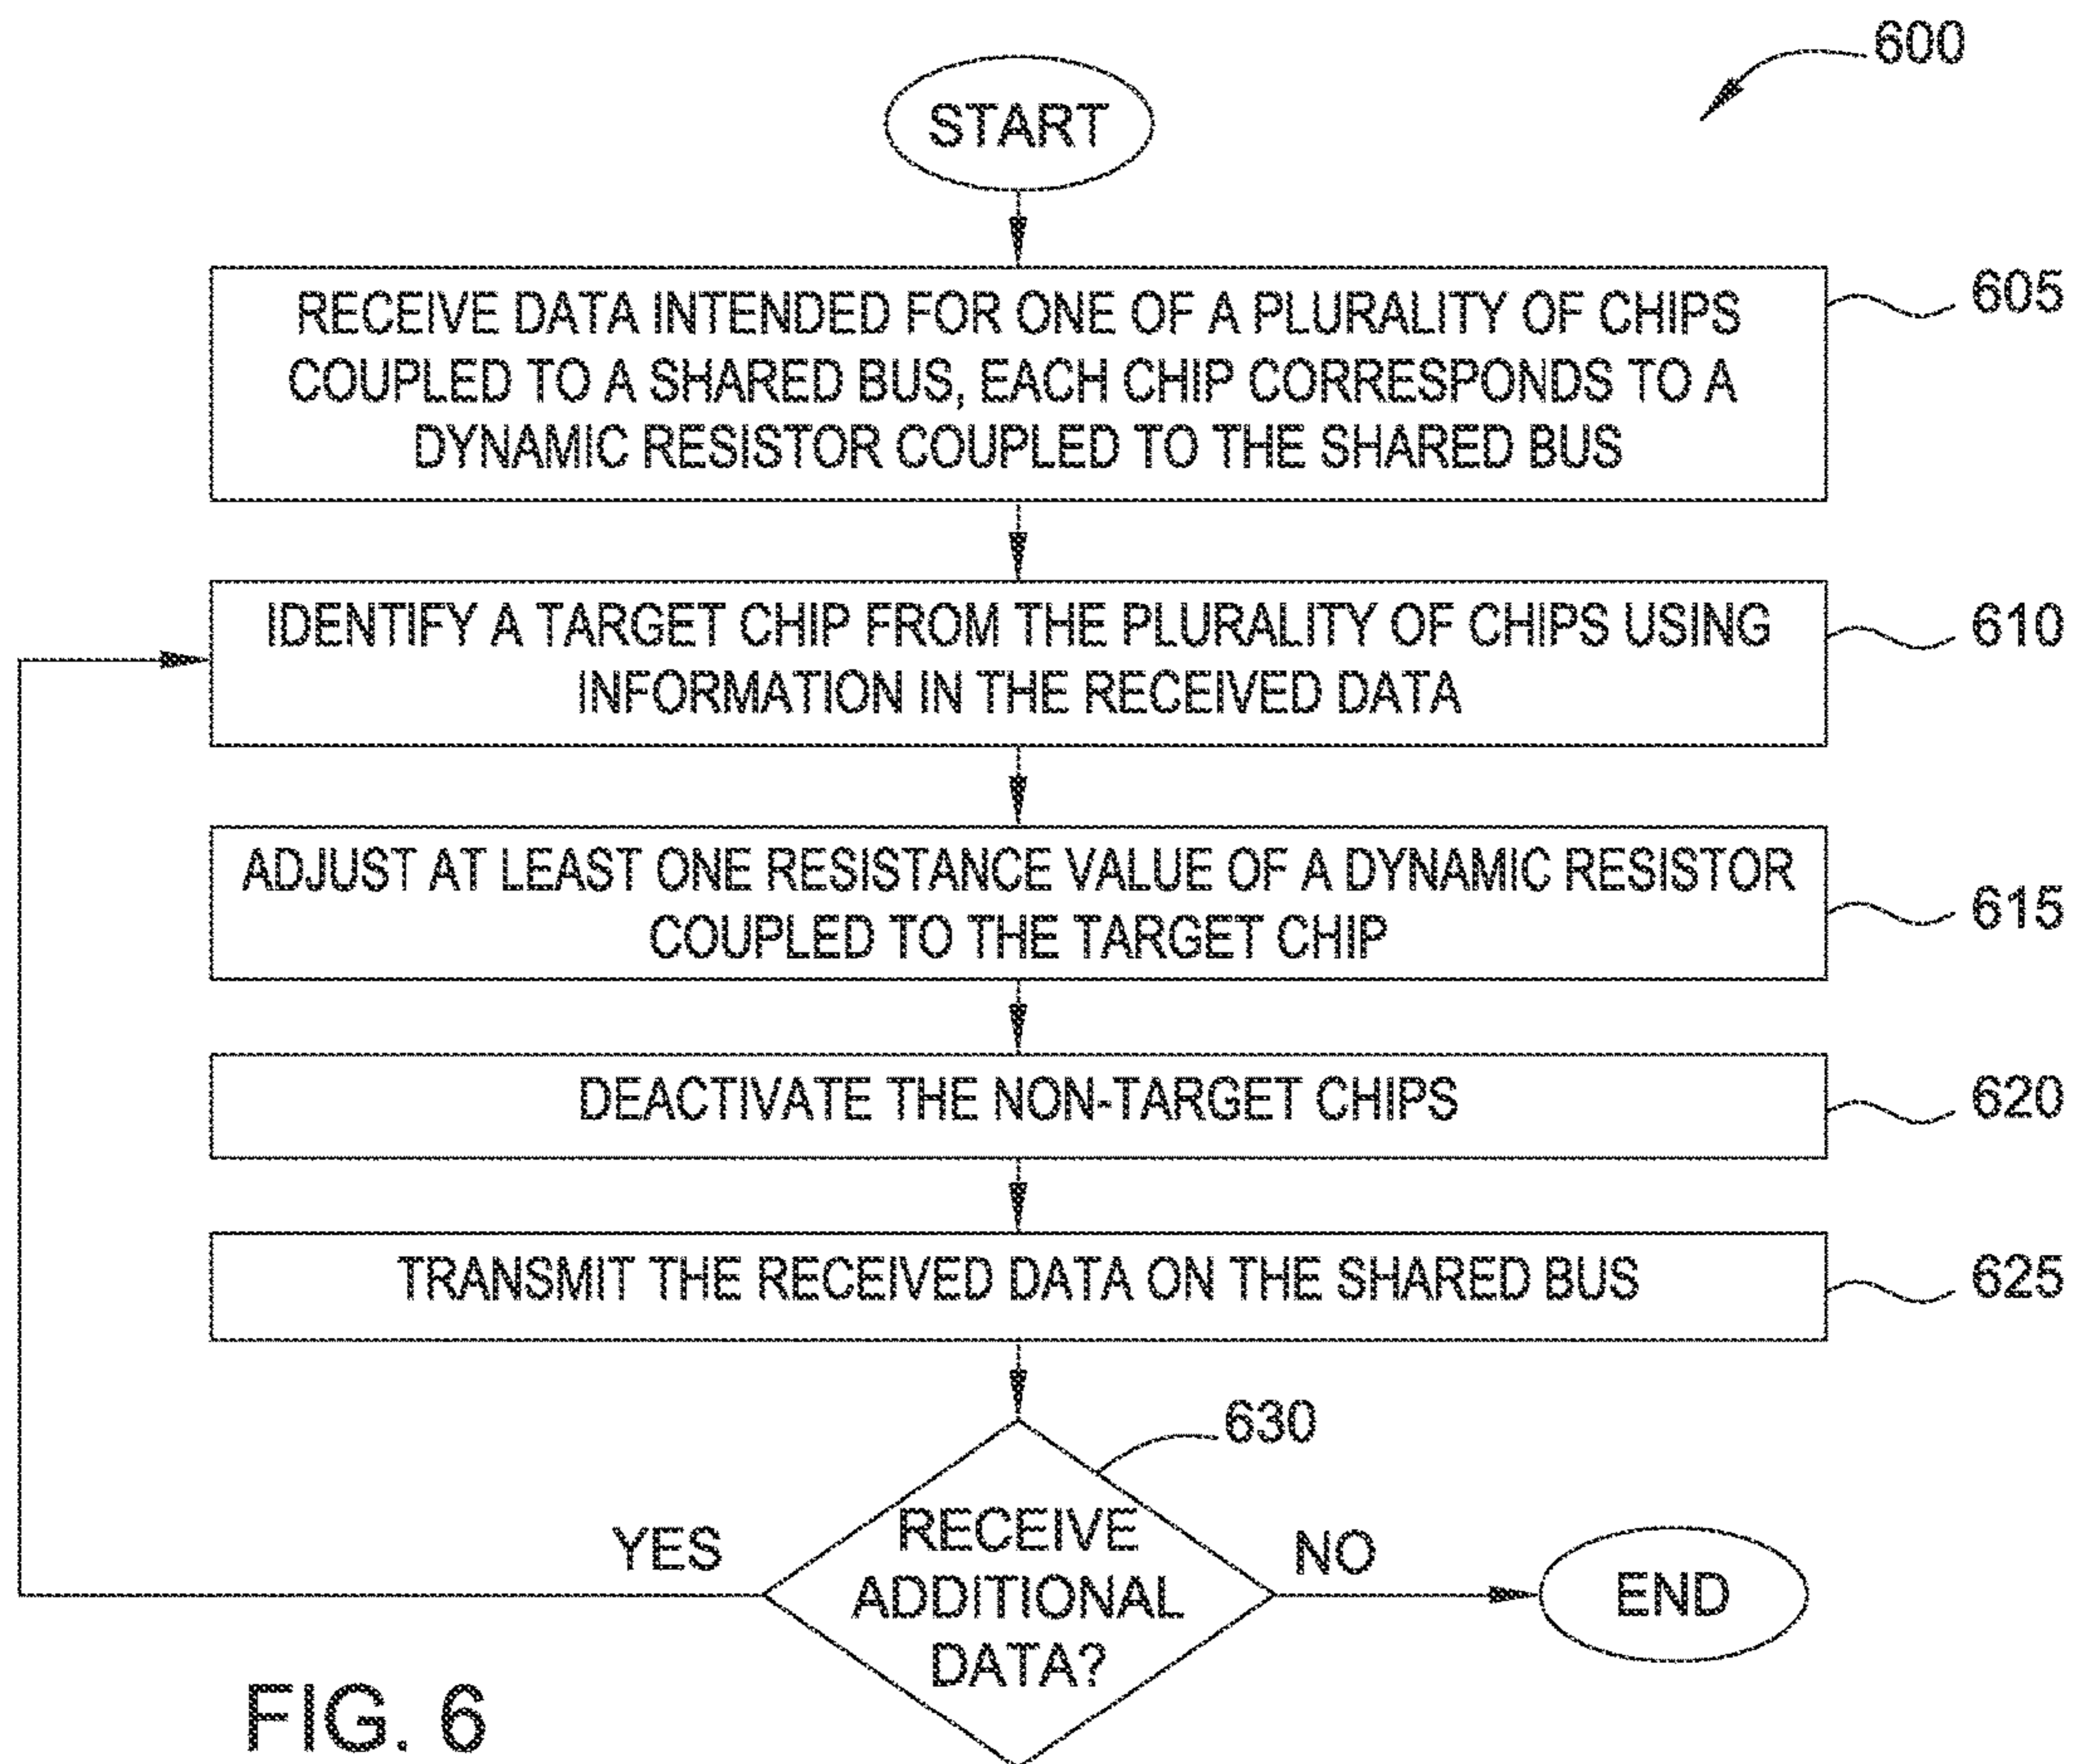 600
START
RECEIVE DATA INTENDED FOR ONE OF A PLURALITY OF CHIPS
COUPLED TO A SHARED BUS, EACH CHIP CORRESPONDS TO A
DYNAMIC RESISTOR COUPLED TO THE SHARED BUS
605
IDENTIFY A TARGET CHIP FROM THE PLURALITY OF CHIPS USING
INFORMATION IN THE RECEIVED DATA
610
ADJUST AT LEAST ONE RESISTANCE VALUE OF A DYNAMIC RESISTOR
COUPLED TO THE TARGET CHIP
615
DEACTIVATE THE NON-TARGET CHIPS
620
TRANSMIT THE RECEIVED DATA ON THE SHARED BUS
625
630
RECEIVE
ADDITIONAL
DATA?
YES
NO
END
FIG. 6